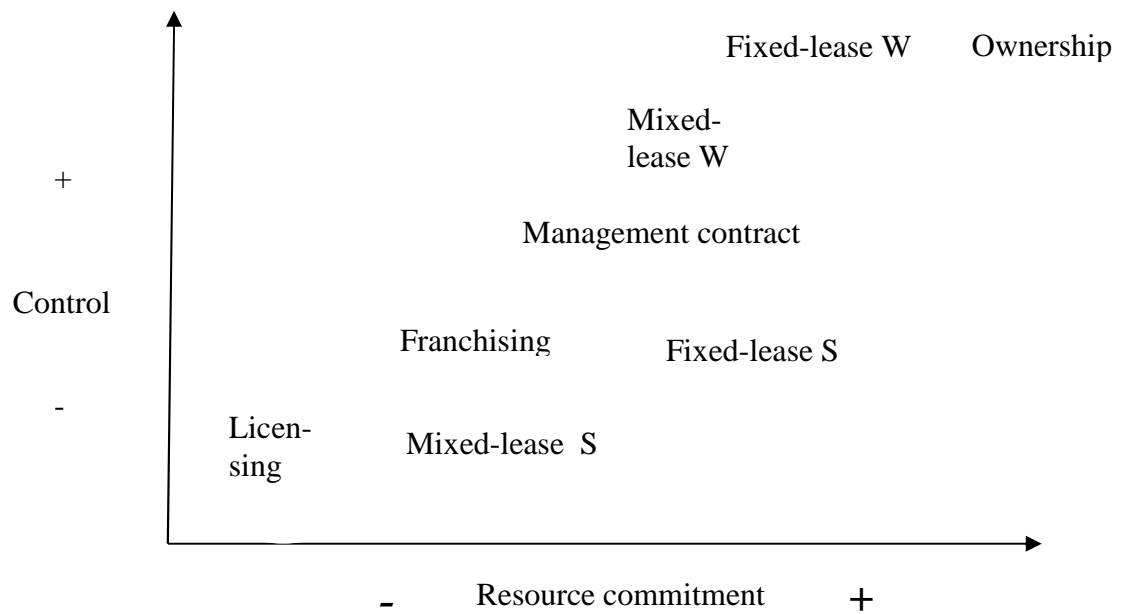 Fixed-lease W
Ownership
Mixed-
lease W
+
Management contract
Control
Franchising
Fixed-lease S
-
Licen-
sing
Mixed-lease S
-
Resource commitment
+